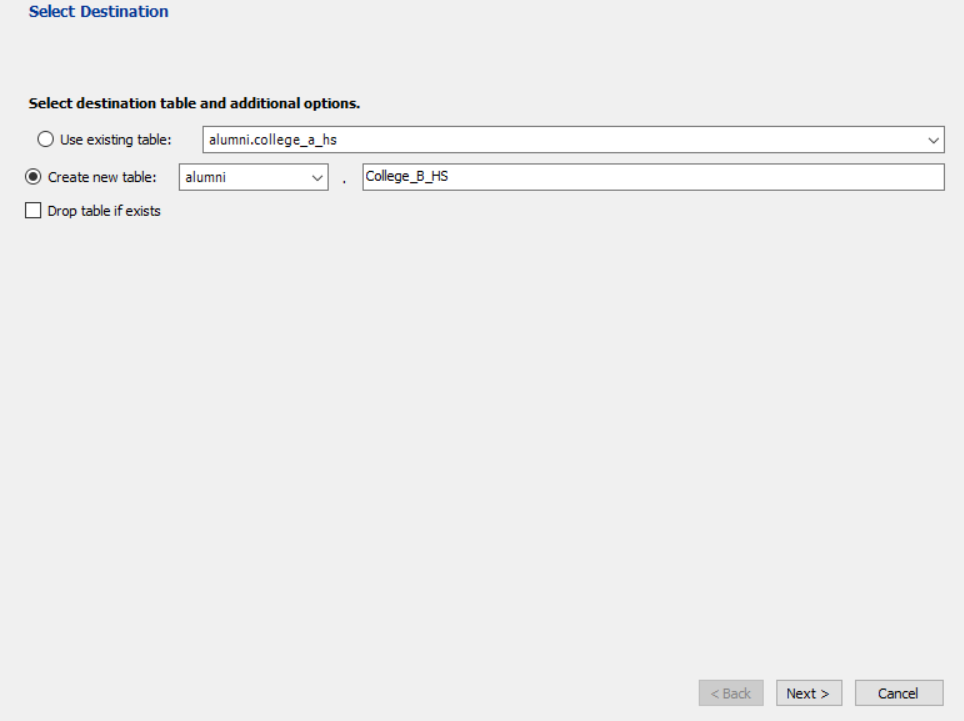 Select Destination
Select destination table and additional options.
Use existing table: alumni.college_a_hs
Create new table: alumni . College_B_HS
Drop table if exists
< Back Next > Cancel